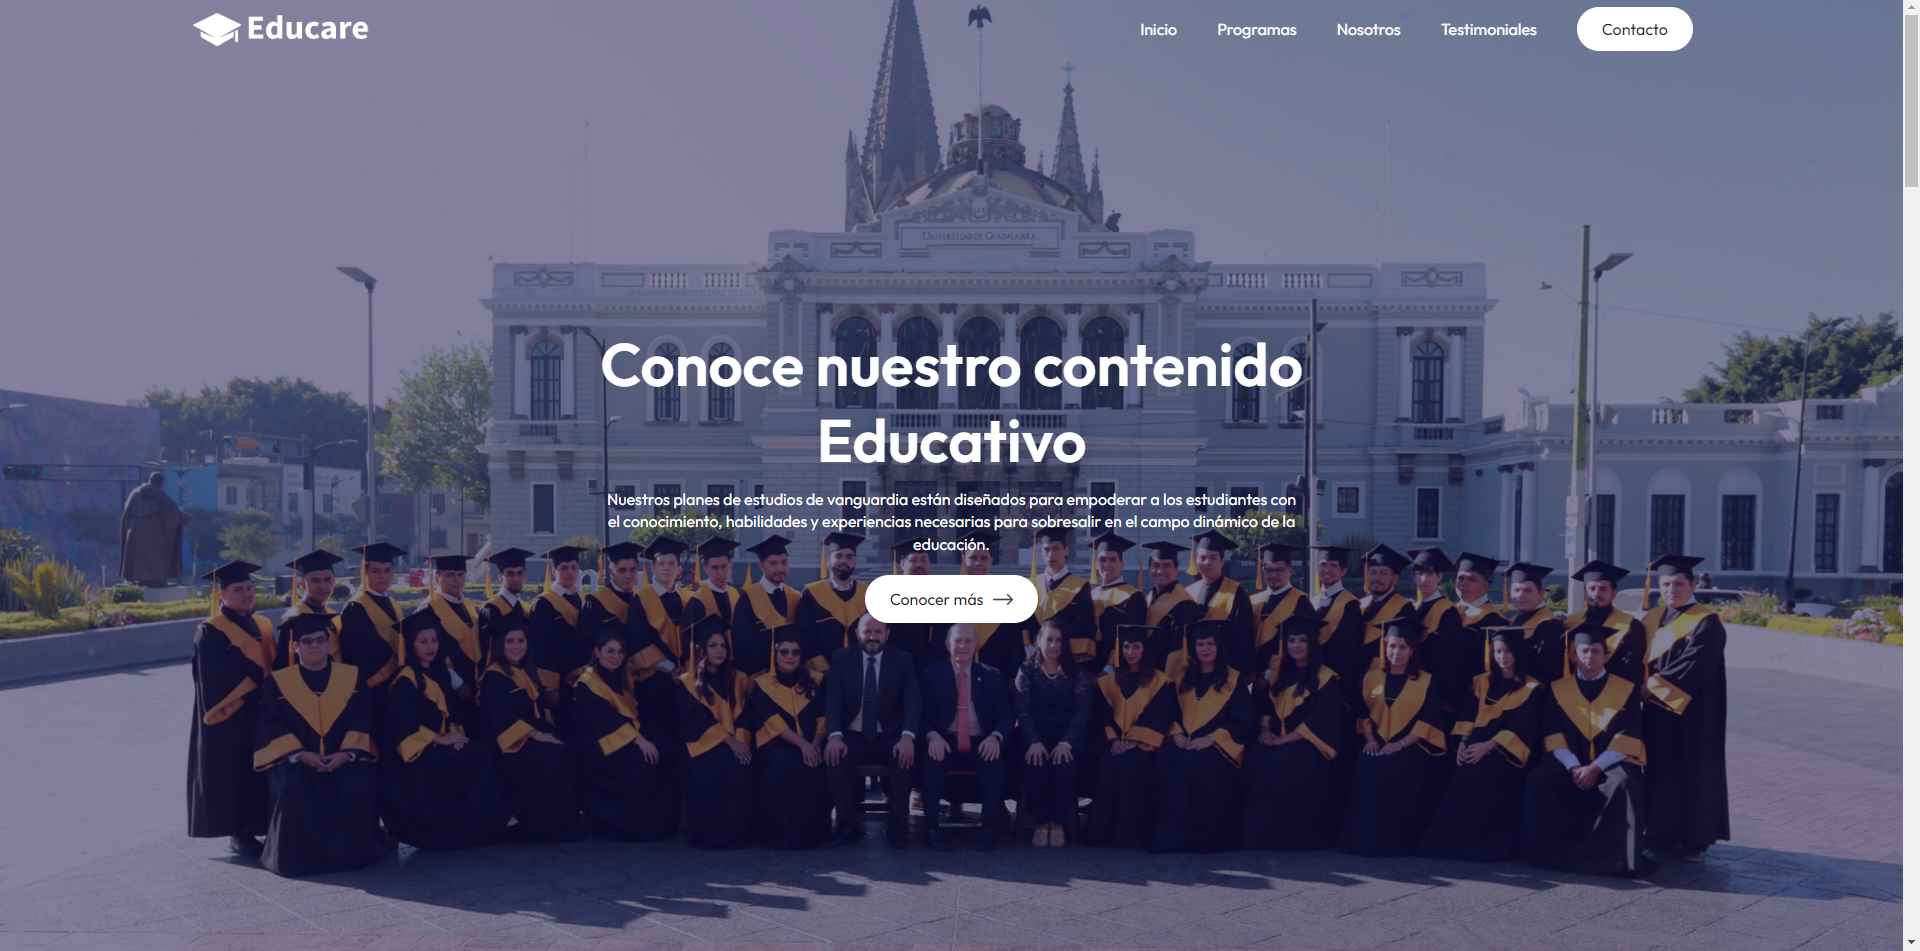 Educare
Inicio
Programas
Nosotros
Testimoniales
Contacto
UNIVERSIDAD DE GUADALAJARA
Conoce nuestro contenido
Educativo
Nuestros planes de estudios de vanguardia están diseñados para empoderar a los estudiantes con
el conocimiento, habilidades y experiencias necesarias para sobresalir en el campo dinámico de la
educación.
Conocer más